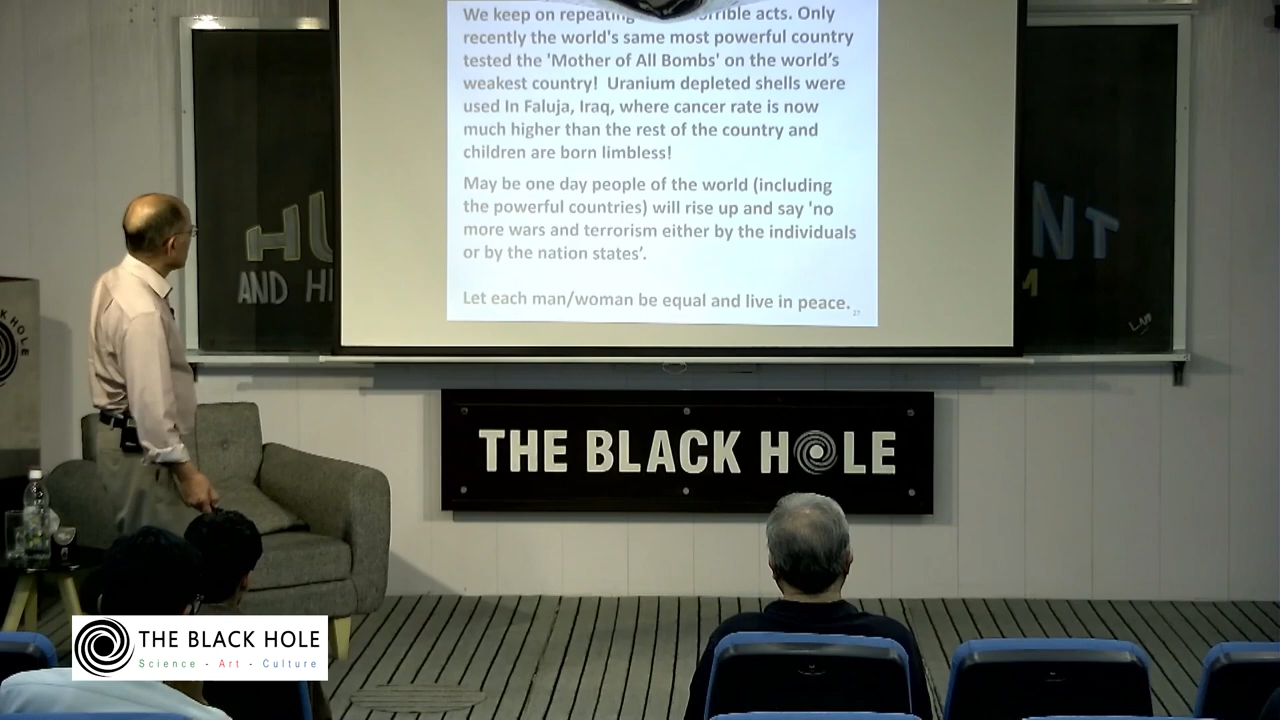 We keep on repeating acts. Only
recently the world's same most powerful country
tested the 'Mother of All Bombs' on the world’s
weakest country!  Uranium depleted shells were
used In Faluja, Iraq, where cancer rate is now
much higher than the rest of the country and
children are born limbless!
May be one day people of the world (including
the powerful countries) will rise up and say 'no
more wars and terrorism either by the individuals
or by the nation states’.
Let each man/woman be equal and live in peace.
27
HU
NT
AND HI
K HOLE
THE BLACK HOLE
THE BLACK HOLE
Science - Art - Culture